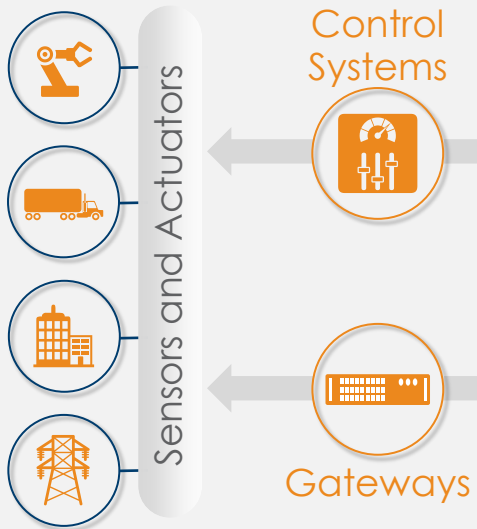 Control
Systems
Sensors and Actuators
Gateways